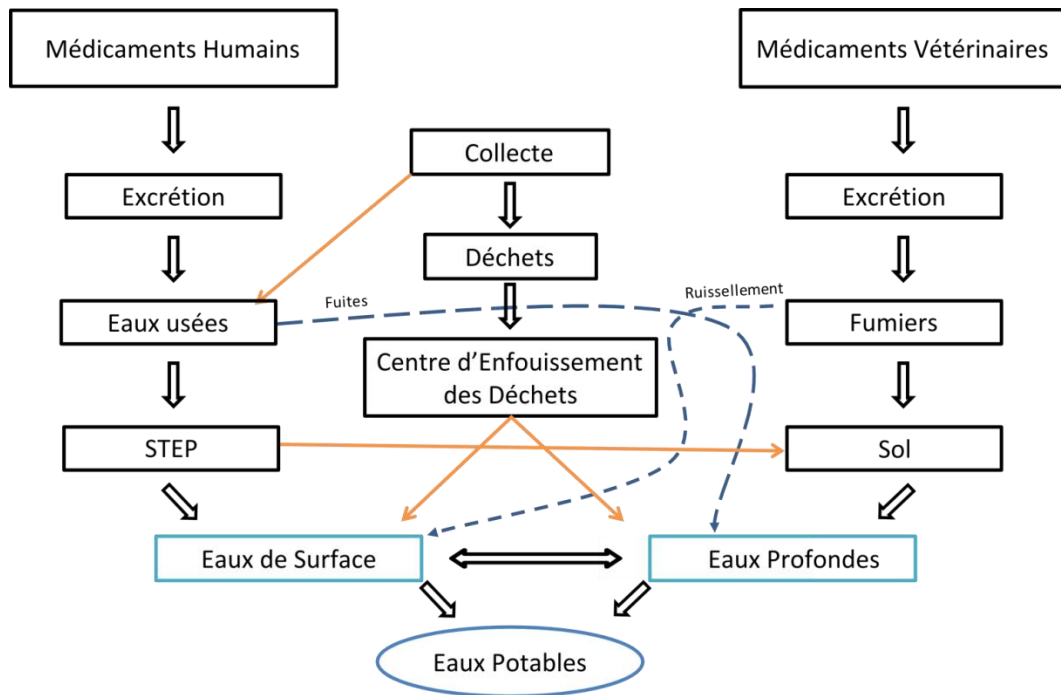 Médicaments Humains
Médicaments Vétérinaires
Collecte
Excrétion
Excrétion
Déchets
Fuites
Ruissellement
Eaux usées
Fumiers
Centre d'Enfouissement
des Déchets
STEP
Sol
Eaux de Surface
Eaux Profondes
Eaux Potables